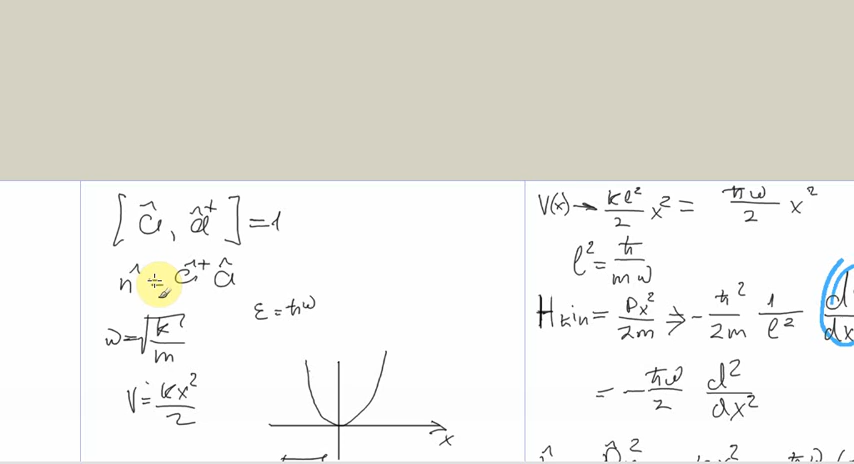 [â, â⁺] = 1
n̂ = â⁺ â
ω = √(k/m)
ε = ħω
V = kx²/2
x
V(x) → kℓ²/2 x² = ħω/2 x²
ℓ² = ħ/mω
H_kin = p_x²/2m ⇒ - ħ²/2m 1/ℓ² d/dx
= - ħω/2 d²/dx²